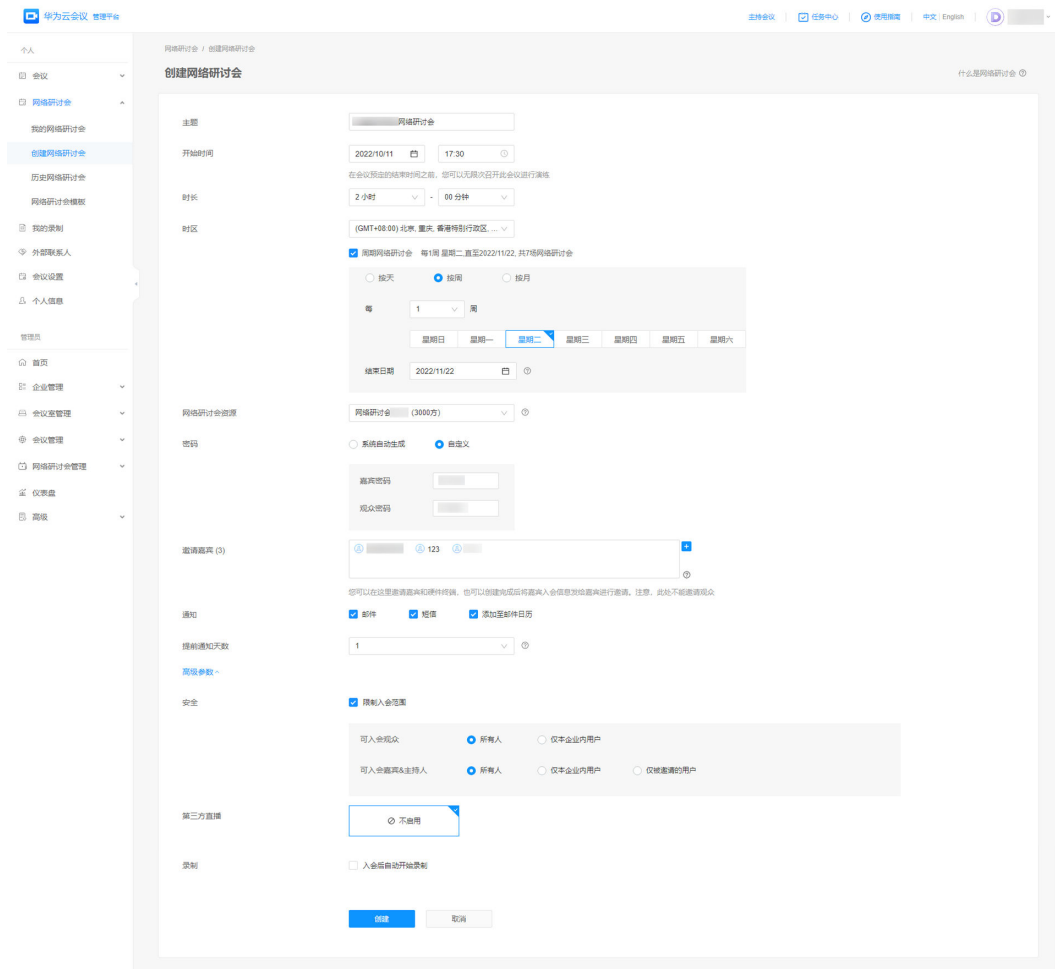 华为云会议 管理平台
主持会议 任务中心 使用指南 中文 | English D
个人
会议
网络研讨会
我的网络研讨会
创建网络研讨会
历史网络研讨会
网络研讨会模板
我的录制
外部联系人
会议设置
个人信息
管理员
首页
企业管理
会议室管理
会议管理
网络研讨会管理
仪表盘
高级
网络研讨会 / 创建网络研讨会
创建网络研讨会
什么是网络研讨会
主题 网络研讨会
开始时间 2022/10/11 17:30
在会议预定的结束时间之前，您可以无限次召开此会议进行演练
时长 2 小时 - 00 分钟
时区 (GMT+08:00) 北京, 重庆, 香港特别行政区, ...
周期网络研讨会 每1周 星期二,直至2022/11/22, 共7场网络研讨会
按天 按周 按月
每 1 周
星期日 星期一 星期二 星期三 星期四 星期五 星期六
结束日期 2022/11/22
网络研讨会资源 网络研讨会 (3000方)
密码 系统自动生成 自定义
嘉宾密码
观众密码
邀请嘉宾 (3) 123
您可以在这里邀请嘉宾和硬件终端，也可以创建完成后将嘉宾入会信息发给嘉宾进行邀请。注意，此处不能邀请观众
通知 邮件 短信 添加至邮件日历
提前通知天数 1
高级参数
安全 限制入会范围
可入会观众 所有人 仅本企业内用户
可入会嘉宾&主持人 所有人 仅本企业内用户 仅被邀请的用户
第三方直播 不启用
录制 入会后自动开始录制
创建 取消